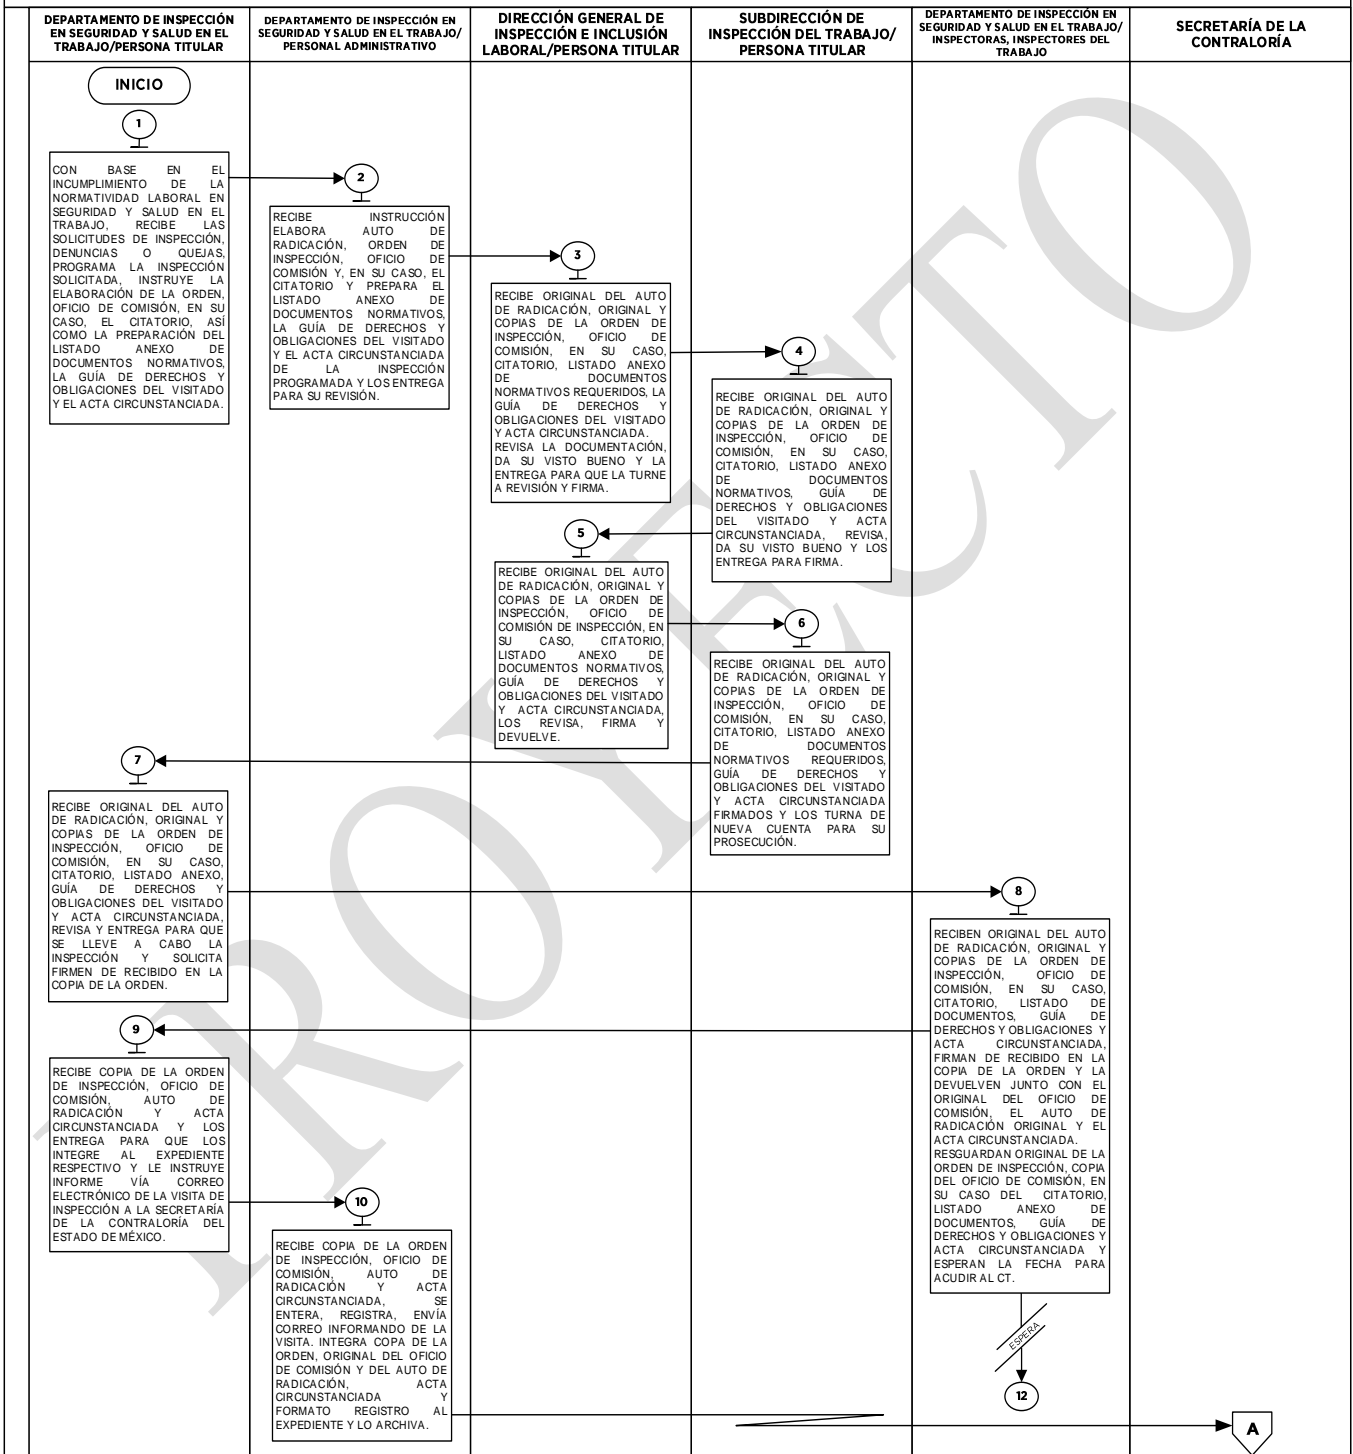 DEPARTAMENTO DE INSPECCIÓN
EN SEGURIDAD Y SALUD EN EL
TRABAJO/PERSONA TITULAR
DEPARTAMENTO DE INSPECCIÓN EN
SEGURIDAD Y SALUD EN EL TRABAJO/
PERSONAL ADMINISTRATIVO
DIRECCIÓN GENERAL DE
INSPECCIÓN E INCLUSIÓN
LABORAL/PERSONA TITULAR
SUBDIRECCIÓN DE
INSPECCIÓN DEL TRABAJO/
PERSONA TITULAR
DEPARTAMENTO DE INSPECCIÓN EN
SEGURIDAD Y SALUD EN EL TRABAJO/
INSPECTORAS, INSPECTORES DEL
TRABAJO
SECRETARÍA DE LA
CONTRALORÍA
INICIO
1
CON BASE EN EL
INCUMPLIMIENTO DE LA
NORMATIVIDAD LABORAL EN
SEGURIDAD Y SALUD EN EL
TRABAJO, RECIBE LAS
SOLICITUDES DE INSPECCIÓN,
DENUNCIAS O QUEJAS,
PROGRAMA LA INSPECCIÓN
SOLICITADA, INSTRUYE LA
ELABORACIÓN DE LA ORDEN,
OFICIO DE COMISIÓN, EN SU
CASO, EL CITATORIO, ASÍ
COMO LA PREPARACIÓN DEL
LISTADO ANEXO DE
DOCUMENTOS NORMATIVOS,
LA GUÍA DE DERECHOS Y
OBLIGACIONES DEL VISITADO
Y EL ACTA CIRCUNSTANCIADA.
2
RECIBE INSTRUCCIÓN
ELABORA AUTO DE
RADICACIÓN, ORDEN DE
INSPECCIÓN, OFICIO DE
COMISIÓN Y, EN SU CASO, EL
CITATORIO Y PREPARA EL
LISTADO ANEXO DE
DOCUMENTOS NORMATIVOS,
LA GUÍA DE DERECHOS Y
OBLIGACIONES DEL VISITADO
Y EL ACTA CIRCUNSTANCIADA
DE LA INSPECCIÓN
PROGRAMADA Y LOS ENTREGA
PARA SU REVISIÓN.
3
RECIBE ORIGINAL DEL AUTO
DE RADICACIÓN, ORIGINAL Y
COPIAS DE LA ORDEN DE
INSPECCIÓN, OFICIO DE
COMISIÓN, EN SU CASO,
CITATORIO, LISTADO ANEXO
DE DOCUMENTOS
NORMATIVOS REQUERIDOS, LA
GUÍA DE DERECHOS Y
OBLIGACIONES DEL VISITADO
Y ACTA CIRCUNSTANCIADA.
REVISA LA DOCUMENTACIÓN,
DA SU VISTO BUENO Y LA
ENTREGA PARA QUE LA TURNE
A REVISIÓN Y FIRMA.
4
RECIBE ORIGINAL DEL AUTO
DE RADICACIÓN, ORIGINAL Y
COPIAS DE LA ORDEN DE
INSPECCIÓN, OFICIO DE
COMISIÓN, EN SU CASO,
CITATORIO, LISTADO ANEXO
DE DOCUMENTOS
NORMATIVOS, GUÍA DE
DERECHOS Y OBLIGACIONES
DEL VISITADO Y ACTA
CIRCUNSTANCIADA, REVISA,
DA SU VISTO BUENO Y LOS
ENTREGA PARA FIRMA.
5
RECIBE ORIGINAL DEL AUTO
DE RADICACIÓN, ORIGINAL Y
COPIAS DE LA ORDEN DE
INSPECCIÓN, OFICIO DE
COMISIÓN DE INSPECCIÓN, EN
SU CASO, CITATORIO,
LISTADO ANEXO DE
DOCUMENTOS NORMATIVOS,
GUÍA DE DERECHOS Y
OBLIGACIONES DEL VISITADO
Y ACTA CIRCUNSTANCIADA,
LOS REVISA, FIRMA Y
DEVUELVE.
6
RECIBE ORIGINAL DEL AUTO
DE RADICACIÓN, ORIGINAL Y
COPIAS DE LA ORDEN DE
INSPECCIÓN, OFICIO DE
COMISIÓN, EN SU CASO,
CITATORIO, LISTADO ANEXO
DE DOCUMENTOS
NORMATIVOS REQUERIDOS,
GUÍA DE DERECHOS Y
OBLIGACIONES DEL VISITADO
Y ACTA CIRCUNSTANCIADA
FIRMADOS Y LOS TURNA DE
NUEVA CUENTA PARA SU
PROSECUCIÓN.
7
RECIBE ORIGINAL DEL AUTO
DE RADICACIÓN, ORIGINAL Y
COPIAS DE LA ORDEN DE
INSPECCIÓN, OFICIO DE
COMISIÓN, EN SU CASO,
CITATORIO, LISTADO ANEXO,
GUÍA DE DERECHOS Y
OBLIGACIONES DEL VISITADO
Y ACTA CIRCUNSTANCIADA,
REVISA Y ENTREGA PARA QUE
SE LLEVE A CABO LA
INSPECCIÓN Y SOLICITA
FIRMEN DE RECIBIDO EN LA
COPIA DE LA ORDEN.
8
RECIBEN ORIGINAL DEL AUTO
DE RADICACIÓN, ORIGINAL Y
COPIAS DE LA ORDEN DE
INSPECCIÓN, OFICIO DE
COMISIÓN, EN SU CASO,
CITATORIO, LISTADO DE
DOCUMENTOS, GUÍA DE
DERECHOS Y OBLIGACIONES Y
ACTA CIRCUNSTANCIADA,
FIRMAN DE RECIBIDO EN LA
COPIA DE LA ORDEN Y LA
DEVUELVEN JUNTO CON EL
ORIGINAL DEL OFICIO DE
COMISIÓN, EL AUTO DE
RADICACIÓN ORIGINAL Y EL
ACTA CIRCUNSTANCIADA.
RESGUARDAN ORIGINAL DE LA
ORDEN DE INSPECCIÓN, COPIA
DEL OFICIO DE COMISIÓN, EN
SU CASO DEL CITATORIO,
LISTADO ANEXO DE
DOCUMENTOS, GUÍA DE
DERECHOS Y OBLIGACIONES Y
ACTA CIRCUNSTANCIADA Y
ESPERAN LA FECHA PARA
ACUDIR AL CT.
9
RECIBE COPIA DE LA ORDEN
DE INSPECCIÓN, OFICIO DE
COMISIÓN, AUTO DE
RADICACIÓN Y ACTA
CIRCUNSTANCIADA Y LOS
ENTREGA PARA QUE LOS
INTEGRE AL EXPEDIENTE
RESPECTIVO Y LE INSTRUYE
INFORME VÍA CORREO
ELECTRÓNICO DE LA VISITA DE
INSPECCIÓN A LA SECRETARÍA
DE LA CONTRALORÍA DEL
ESTADO DE MÉXICO.
10
RECIBE COPIA DE LA ORDEN
DE INSPECCIÓN, OFICIO DE
COMISIÓN, AUTO DE
RADICACIÓN Y ACTA
CIRCUNSTANCIADA, SE
ENTERA, REGISTRA, ENVÍA
CORREO INFORMANDO DE LA
VISITA. INTEGRA COPA DE LA
ORDEN, ORIGINAL DEL OFICIO
DE COMISIÓN Y DEL AUTO DE
RADICACIÓN, ACTA
CIRCUNSTANCIADA Y
FORMATO REGISTRO AL
EXPEDIENTE Y LO ARCHIVA.
ESPERA
12
A
PROYECTO